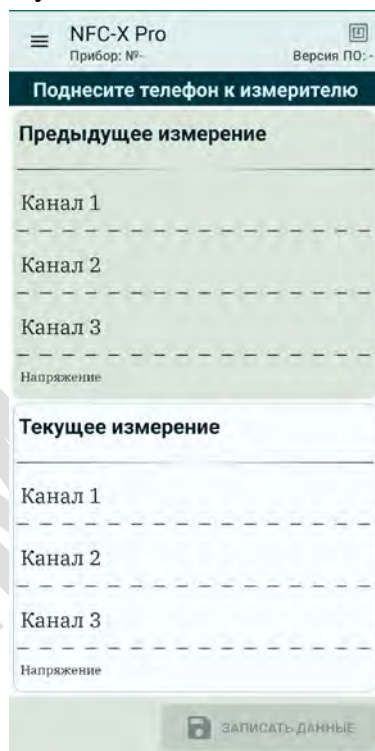 NFC-X Pro
Прибор: №-
Версия ПО: -
Поднесите телефон к измерителю
Предыдущее измерение
Канал 1
Канал 2
Канал 3
Напряжение
Текущее измерение
Канал 1
Канал 2
Канал 3
Напряжение
ЗАПИСАТЬ ДАННЫЕ